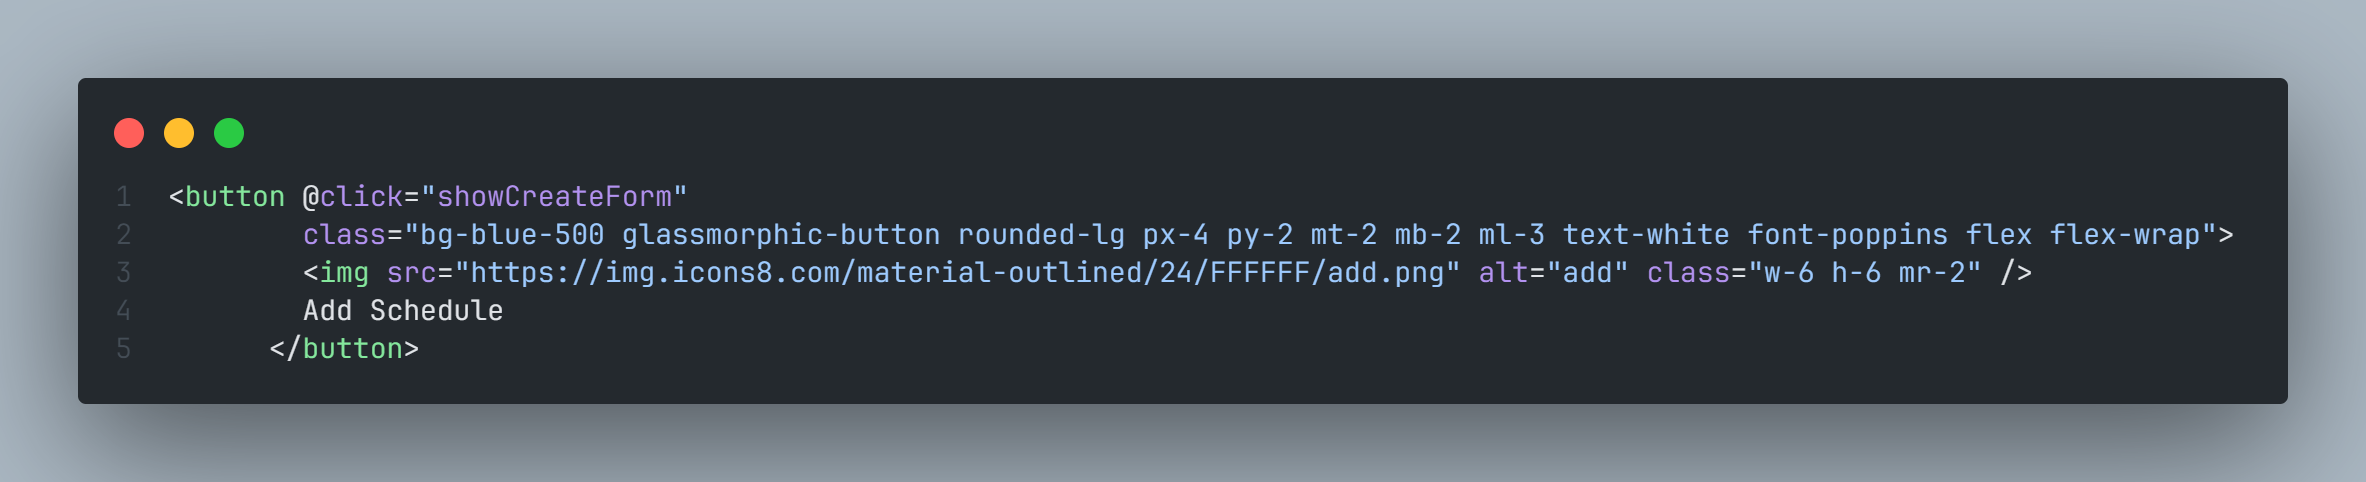 1 <button @click="showCreateForm"
2 class="bg-blue-500 glassmorphic-button rounded-lg px-4 py-2 mt-2 mb-2 ml-3 text-white font-poppins flex flex-wrap">
3 <img src="https://img.icons8.com/material-outlined/24/FFFFFF/add.png" alt="add" class="w-6 h-6 mr-2" />
4 Add Schedule
5 </button>